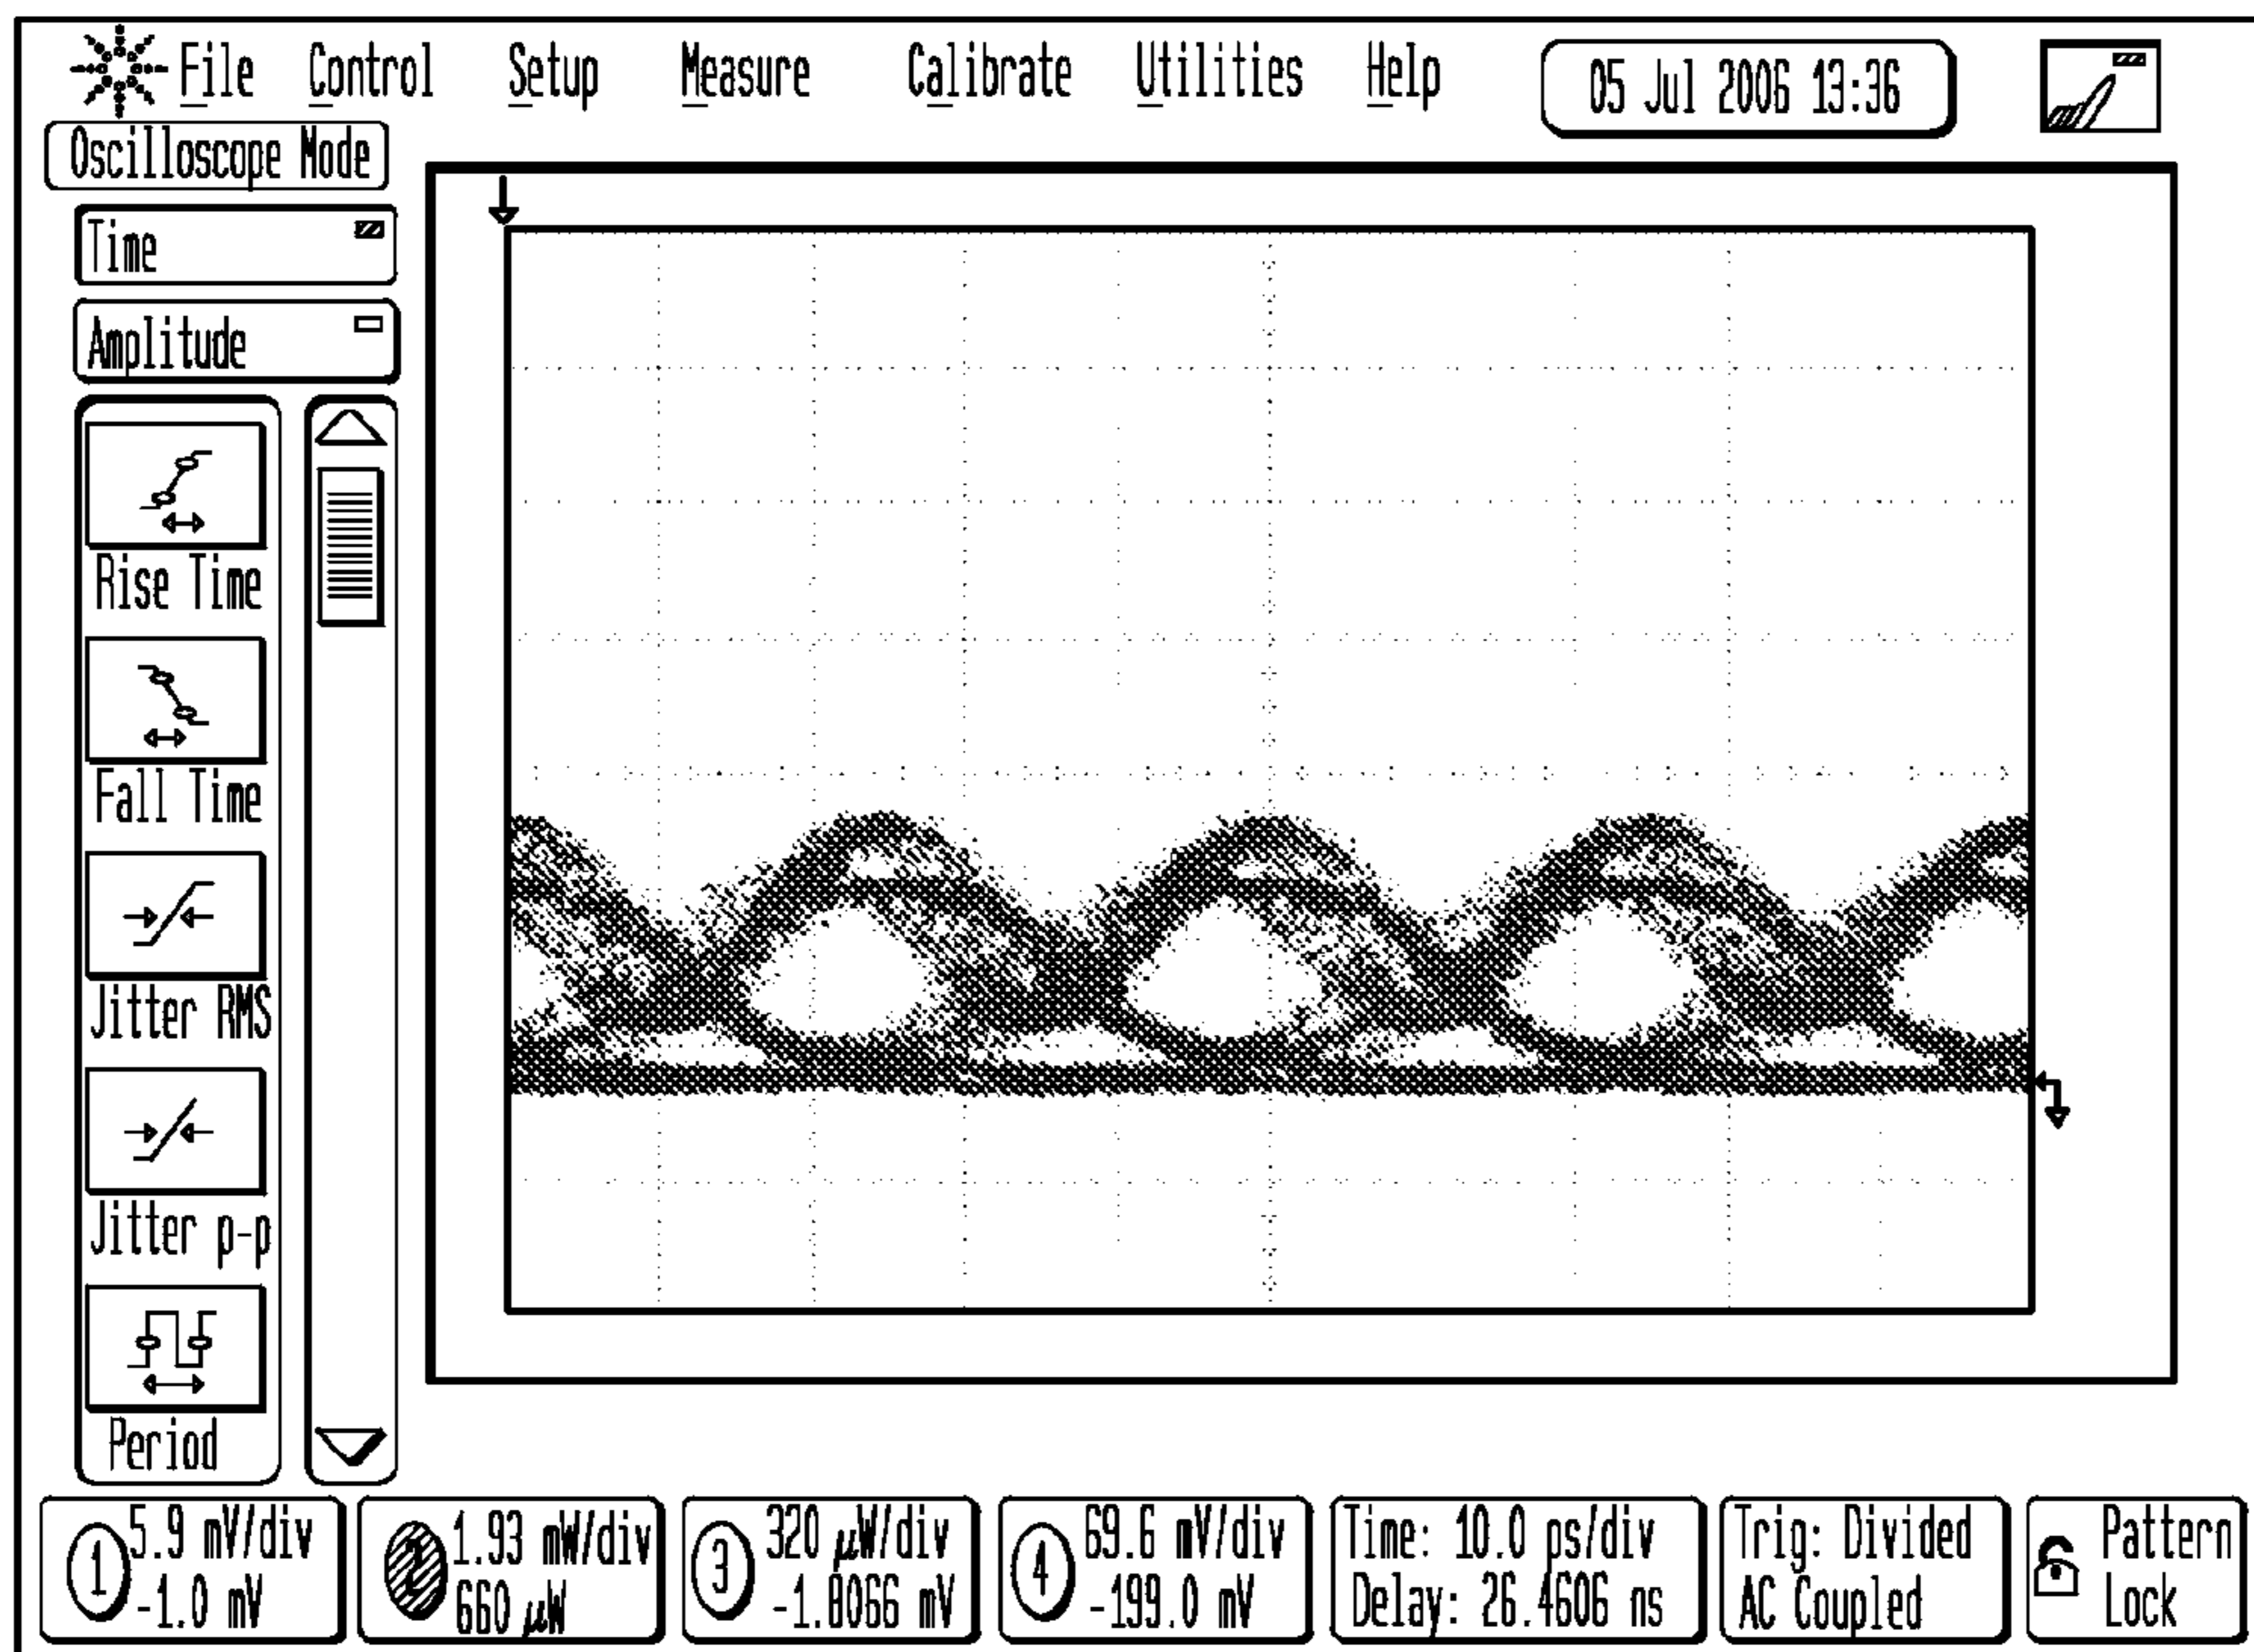 File Control Setup Measure Calibrate Utilities Help 05 Jul 2006 13:36
Oscilloscope Mode
Time
Amplitude
Rise Time
Fall Time
Jitter RMS
Jitter p-p
Period
1 5.9 mV/div
-1.0 mV
2 1.93 mW/div
660 µW
3 320 µW/div
-1.8066 mV
4 69.6 mV/div
-199.0 mV
Time: 10.0 ps/div
Delay: 26.4606 ns
Trig: Divided
AC Coupled
Pattern
Lock